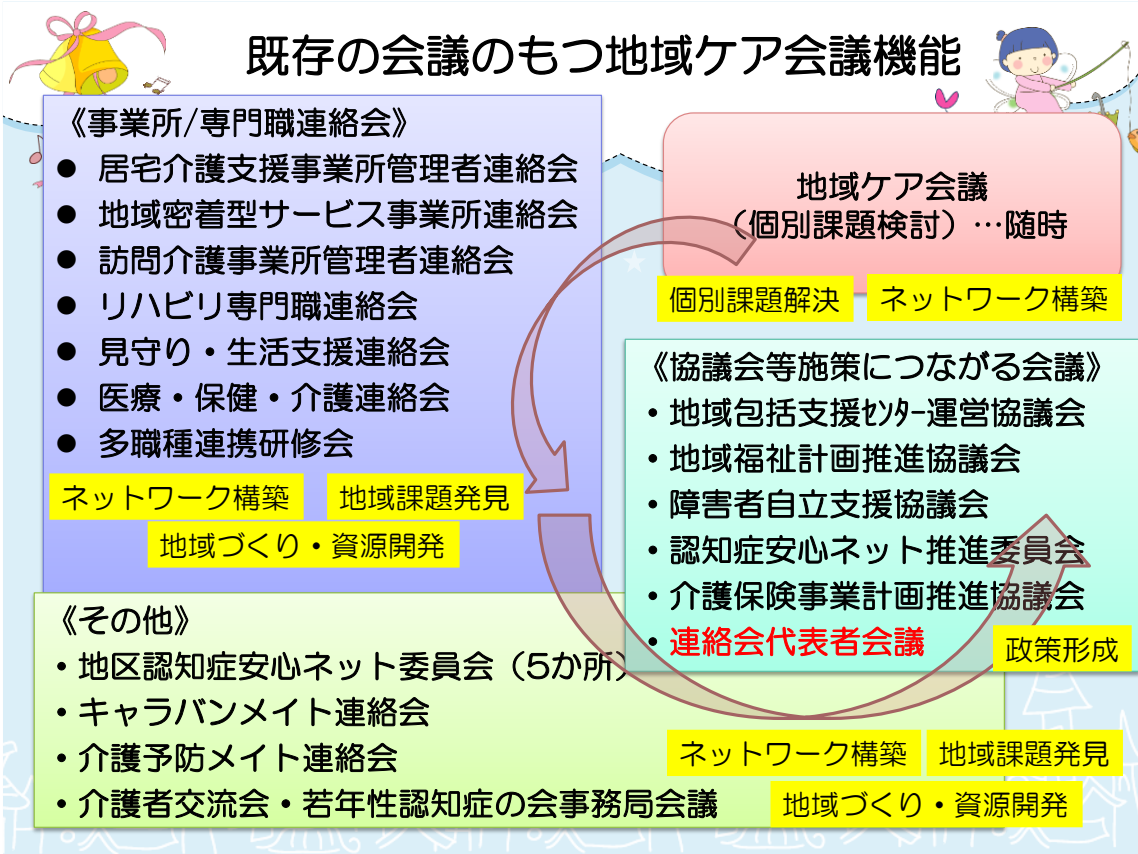 既存の会議のもつ地域ケア会議機能
《事業所/専門職連絡会》
● 居宅介護支援事業所管理者連絡会
● 地域密着型サービス事業所連絡会
● 訪問介護事業所管理者連絡会
● リハビリ専門職連絡会
● 見守り・生活支援連絡会
● 医療・保健・介護連絡会
● 多職種連携研修会
ネットワーク構築
地域課題発見
地域づくり・資源開発
地域ケア会議
（個別課題検討）…随時
個別課題解決
ネットワーク構築
《協議会等施策につながる会議》
・地域包括支援ｾﾝﾀｰ運営協議会
・地域福祉計画推進協議会
・障害者自立支援協議会
・認知症安心ネット推進委員会
・介護保険事業計画推進協議会
・連絡会代表者会議
政策形成
《その他》
・地区認知症安心ネット委員会（5か所）
・キャラバンメイト連絡会
・介護予防メイト連絡会
・介護者交流会・若年性認知症の会事務局会議
ネットワーク構築
地域課題発見
地域づくり・資源開発